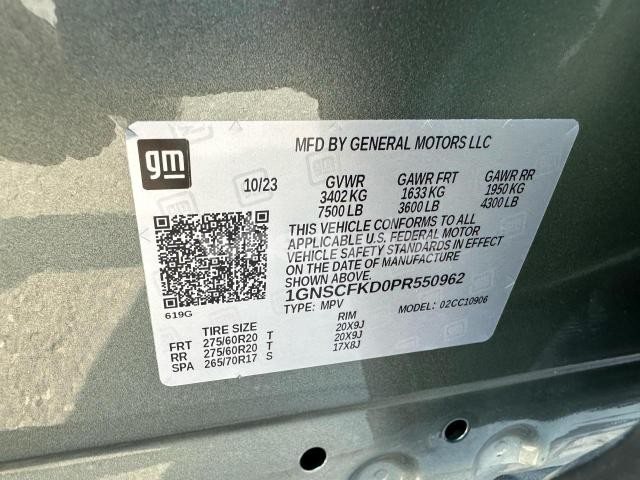 gm
MFD BY GENERAL MOTORS LLC
10/23 GVWR GAWR FRT GAWR RR
3402 KG 1633 KG 1950 KG
7500 LB 3600 LB 4300 LB
THIS VEHICLE CONFORMS TO ALL
APPLICABLE U.S. FEDERAL MOTOR
VEHICLE SAFETY STANDARDS IN EFFECT
ON THE DATE OF MANUFACTURE
SHOWN ABOVE.
1GNSCFKD0PR550962
619G
TYPE: MPV MODEL: 02CC10906
TIRE SIZE RIM
FRT 275/60R20 T 20X9J
RR 275/60R20 T 20X9J
SPA 265/70R17 S 17X8J